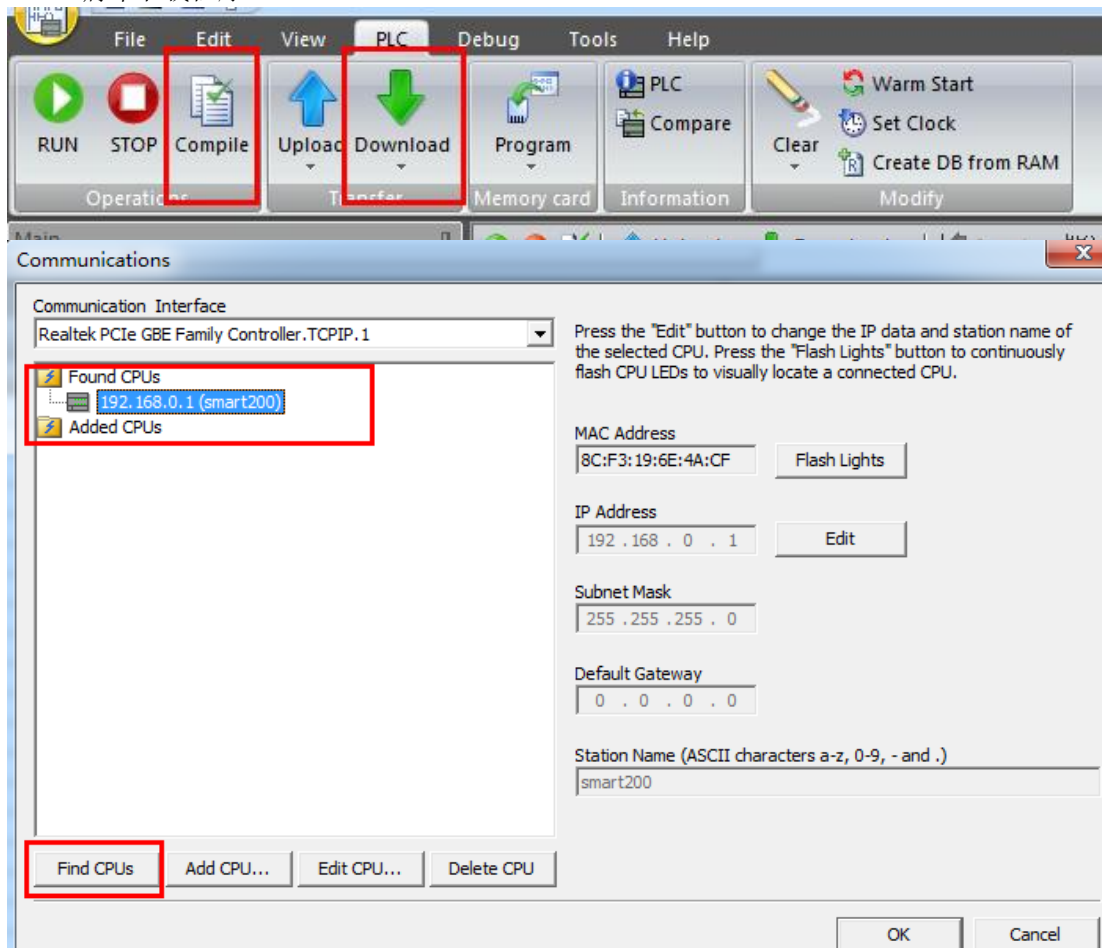 File Edit View PLC Debug Tools Help
RUN STOP Compile Upload Download Program PLC Compare Clear Warm Start Set Clock Create DB from RAM
Operations Transfer Memory card Information Modify
Main
Communications
Communication Interface
Realtek PCIe GBE Family Controller.TCPIP.1
Press the "Edit" button to change the IP data and station name of
the selected CPU. Press the "Flash Lights" button to continuously
flash CPU LEDs to visually locate a connected CPU.
Found CPUs
192.168.0.1 (smart200)
Added CPUs
MAC Address
8C:F3:19:6E:4A:CF Flash Lights
IP Address
192 . 168 . 0 . 1 Edit
Subnet Mask
255 . 255 . 255 . 0
Default Gateway
0 . 0 . 0 . 0
Station Name (ASCII characters a-z, 0-9, - and .)
smart200
Find CPUs Add CPU... Edit CPU... Delete CPU
OK Cancel